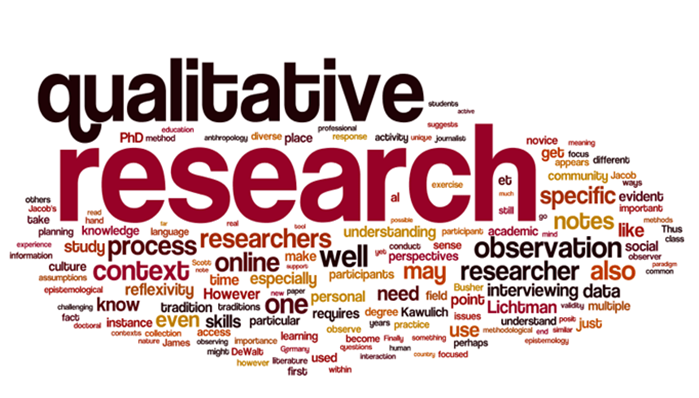 qualitative
students
active
education professional suggests
PhD method anthropology diverse place response activity unique journalist novice meaning
research
get focus
appears different
al exercise et much community Jacob ways
others Jacob's read still specific evident
take hand real tool possible go notes like important Thus
planning knowledge far language understanding participant academic methods class
experience study process researchers yet conduct sense observation social observer
information culture context Scott note online make support well perspectives researcher also paradigm common
assumptions time especially participants may
epistemological reflexivity However new paper personal need field Busher interviewing data
challenging know tradition traditions one point Lichtman validity multiple
fact doctoral instance even skills particular requires degree Kawulich issues understand posit just
contexts collection access observe years practice use methodological end similar
nature James observing importance learning become Finally something perhaps epistemology
might DeWalt Germany used questions human
however literature interaction country focused
first within